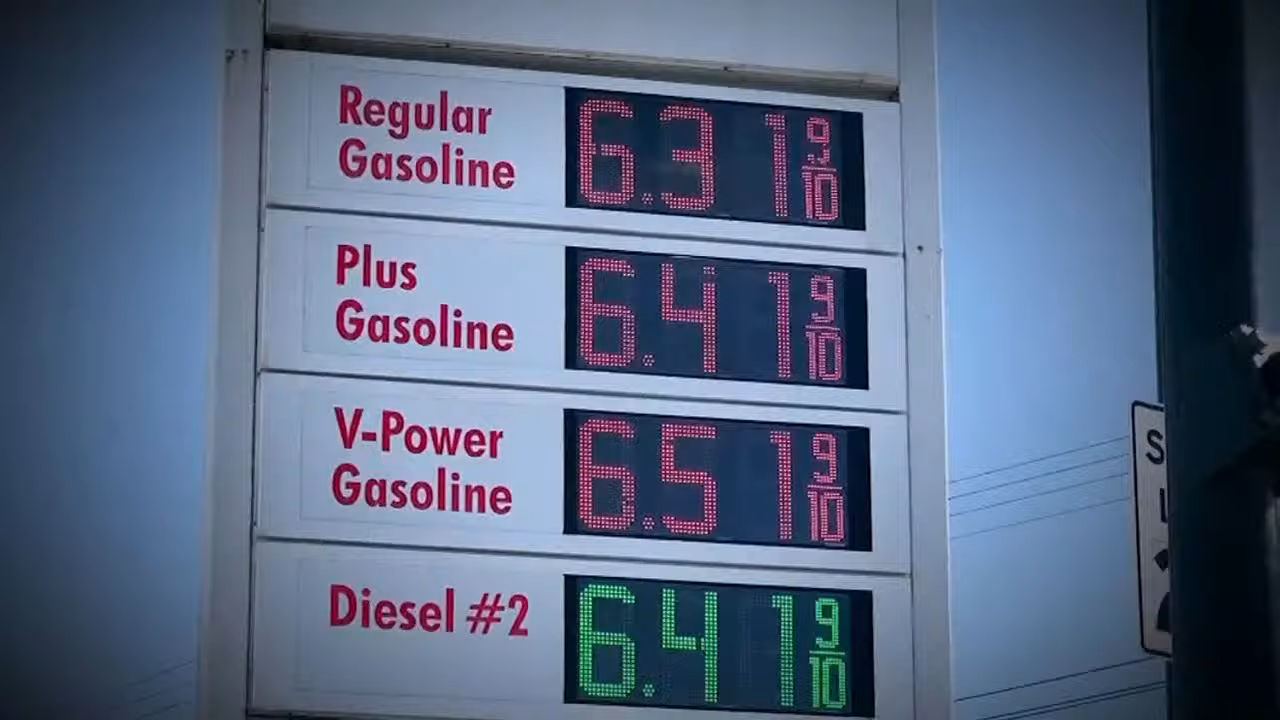 Regular
Gasoline
6.31 9/10
Plus
Gasoline
6.41 9/10
V-Power
Gasoline
6.51 9/10
Diesel #2
6.41 9/10
S